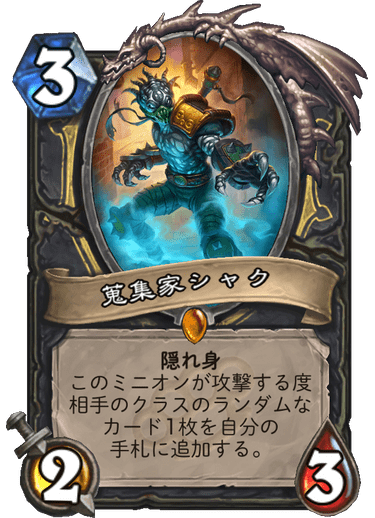 3
蒐集家シャク
隠れ身
このミニオンが攻撃する度
相手のクラスのランダムな
カード1枚を自分の
手札に追加する。
2
3